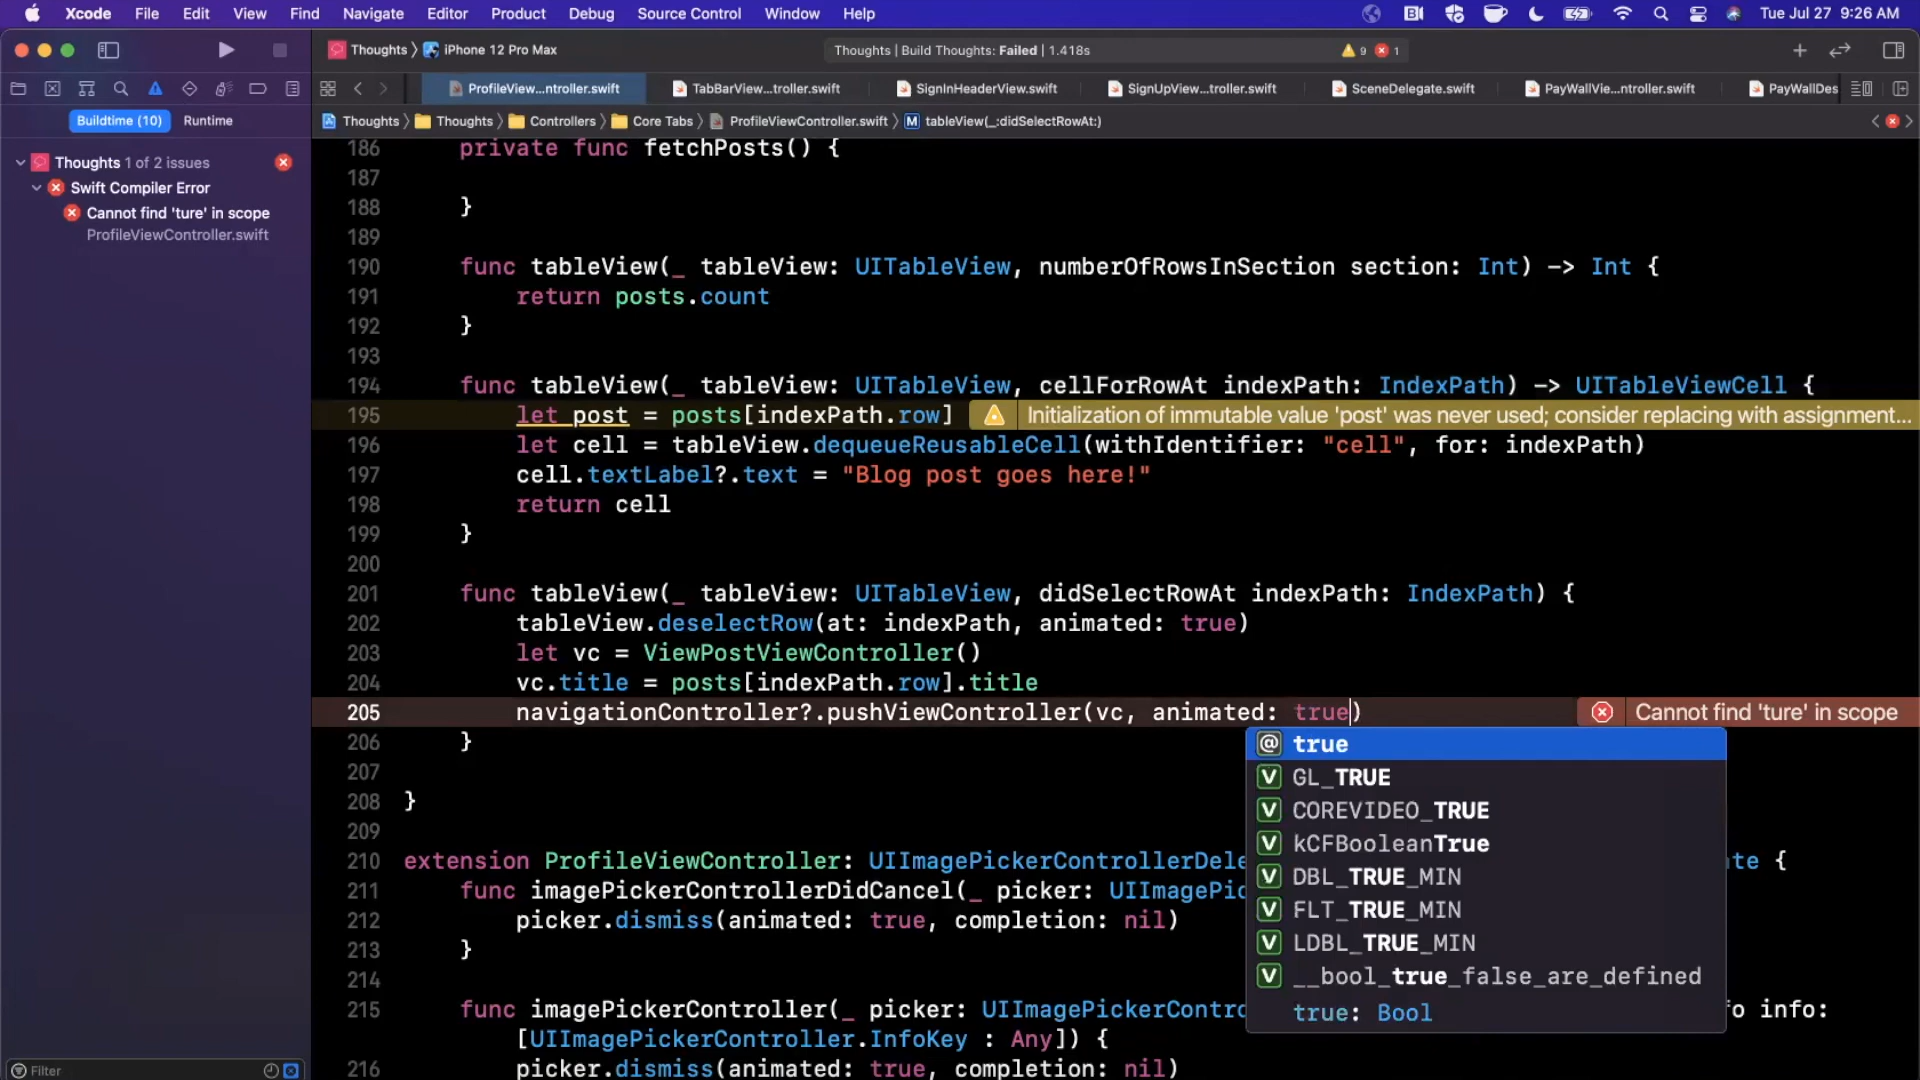 Xcode File Edit View Find Navigate Editor Product Debug Source Control Window Help Tue Jul 27 9:26 AM
Thoughts 〉 iPhone 12 Pro Max Thoughts | Build Thoughts: Failed | 1.418s 9 1
ProfileView...ntroller.swift TabBarView...troller.swift SignInHeaderView.swift SignUpView...troller.swift SceneDelegate.swift PayWallVie...ntroller.swift PayWallDes
Buildtime (10) Runtime
Thoughts 〉 Thoughts 〉 Controllers 〉 Core Tabs 〉 ProfileViewController.swift 〉 M tableView(_:didSelectRowAt:)
Thoughts 1 of 2 issues
Swift Compiler Error
Cannot find 'ture' in scope
ProfileViewController.swift
186 private func fetchPosts() {
187
188 }
189
190 func tableView(_ tableView: UITableView, numberOfRowsInSection section: Int) -> Int {
191 return posts.count
192 }
193
194 func tableView(_ tableView: UITableView, cellForRowAt indexPath: IndexPath) -> UITableViewCell {
195 let post = posts[indexPath.row] Initialization of immutable value 'post' was never used; consider replacing with assignment...
196 let cell = tableView.dequeueReusableCell(withIdentifier: "cell", for: indexPath)
197 cell.textLabel?.text = "Blog post goes here!"
198 return cell
199 }
200
201 func tableView(_ tableView: UITableView, didSelectRowAt indexPath: IndexPath) {
202 tableView.deselectRow(at: indexPath, animated: true)
203 let vc = ViewPostViewController()
204 vc.title = posts[indexPath.row].title
205 navigationController?.pushViewController(vc, animated: true) Cannot find 'ture' in scope
206 }
207
208 }
209
210 extension ProfileViewController: UIImagePickerControllerDele te {
211 func imagePickerControllerDidCancel(_ picker: UIImagePic
212 picker.dismiss(animated: true, completion: nil)
213 }
214
215 func imagePickerController(_ picker: UIImagePickerContro o info:
[UIImagePickerController.InfoKey : Any]) {
216 picker.dismiss(animated: true, completion: nil)
@ true
V GL_TRUE
V COREVIDEO_TRUE
V kCFBooleanTrue
V DBL_TRUE_MIN
V FLT_TRUE_MIN
V LDBL_TRUE_MIN
V __bool_true_false_are_defined
true: Bool
Filter